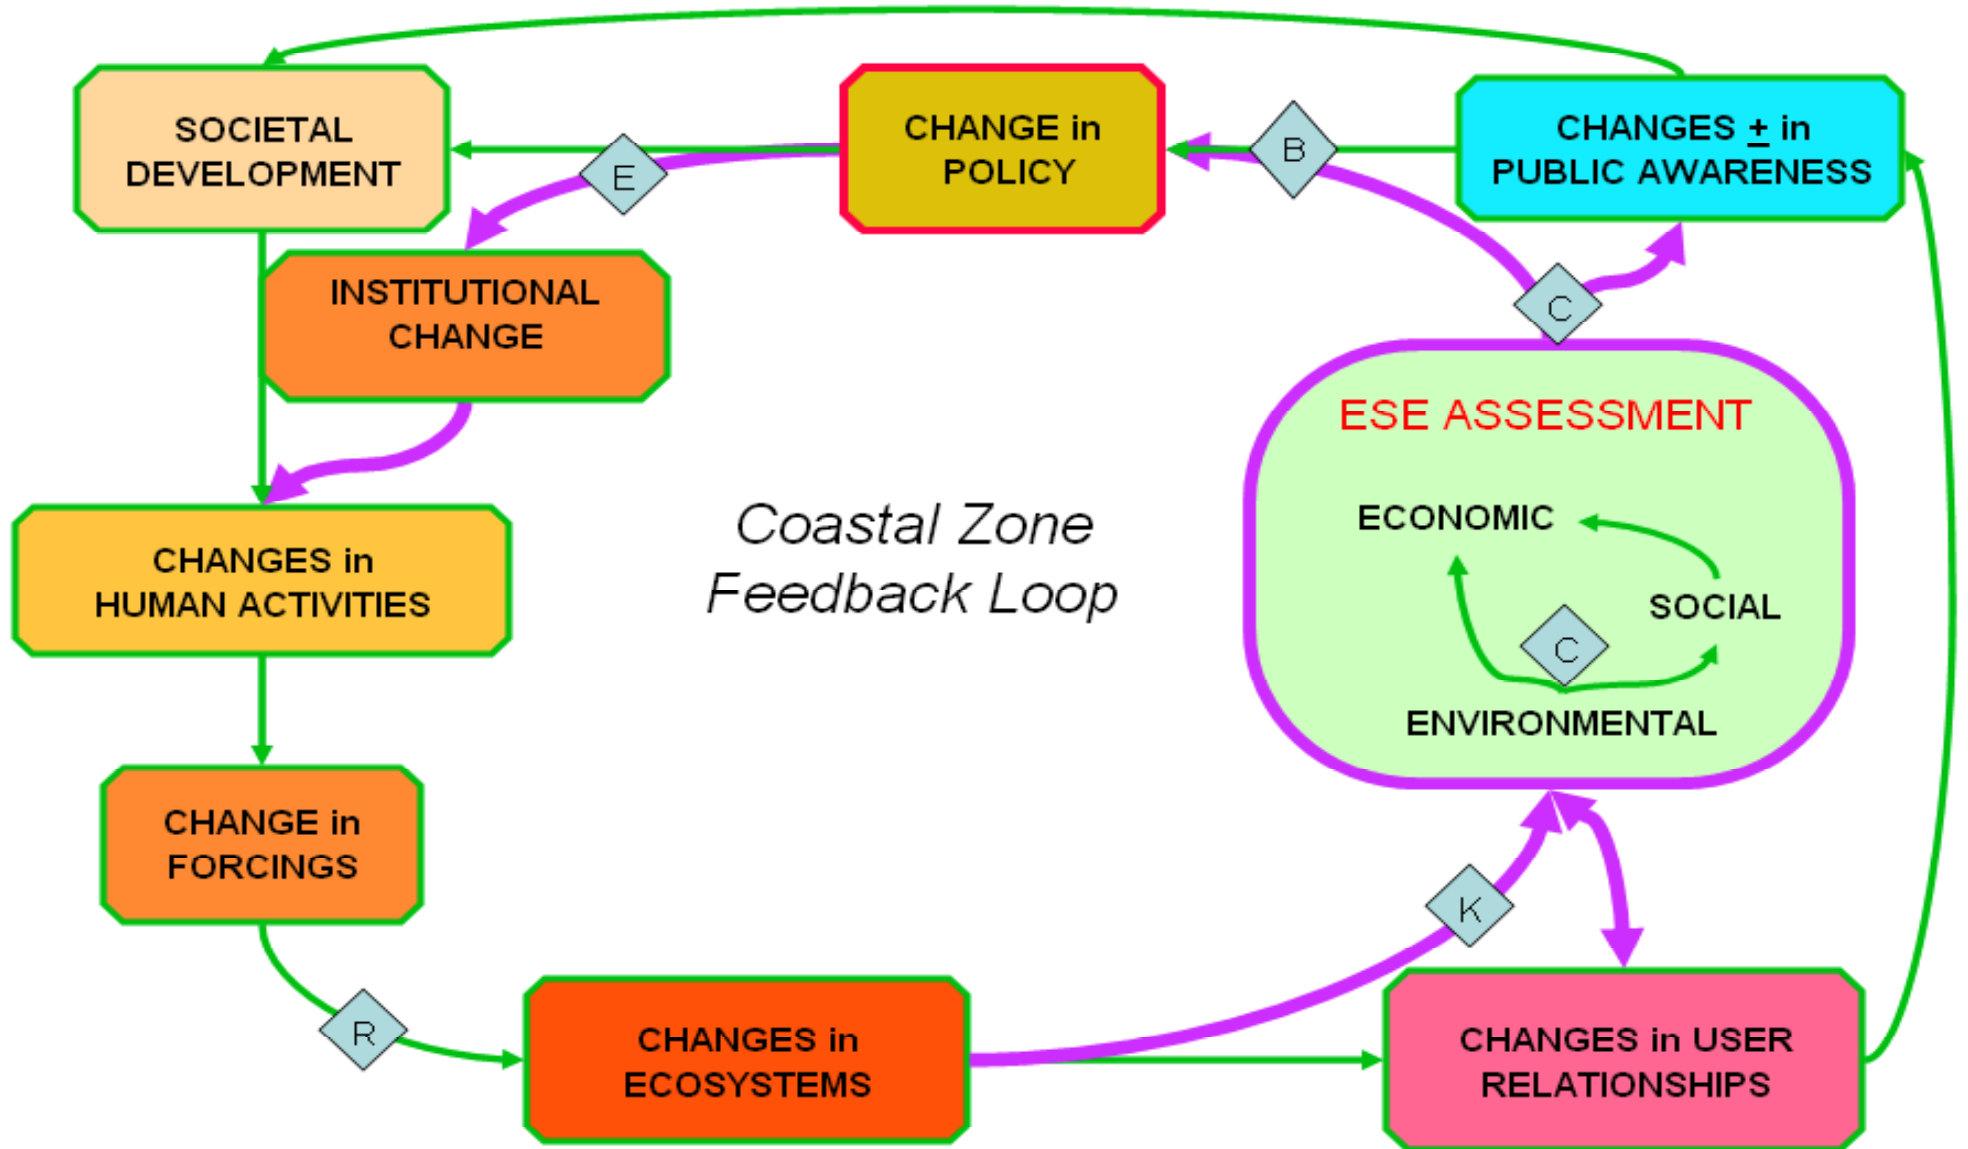 SOCIETAL
DEVELOPMENT
E
CHANGE in
POLICY
B
CHANGES ± in
PUBLIC AWARENESS
INSTITUTIONAL
CHANGE
C
ESE ASSESSMENT
ECONOMIC
SOCIAL
C
ENVIRONMENTAL
Coastal Zone
Feedback Loop
CHANGES in
HUMAN ACTIVITIES
CHANGE in
FORCINGS
K
R
CHANGES in
ECOSYSTEMS
CHANGES in USER
RELATIONSHIPS